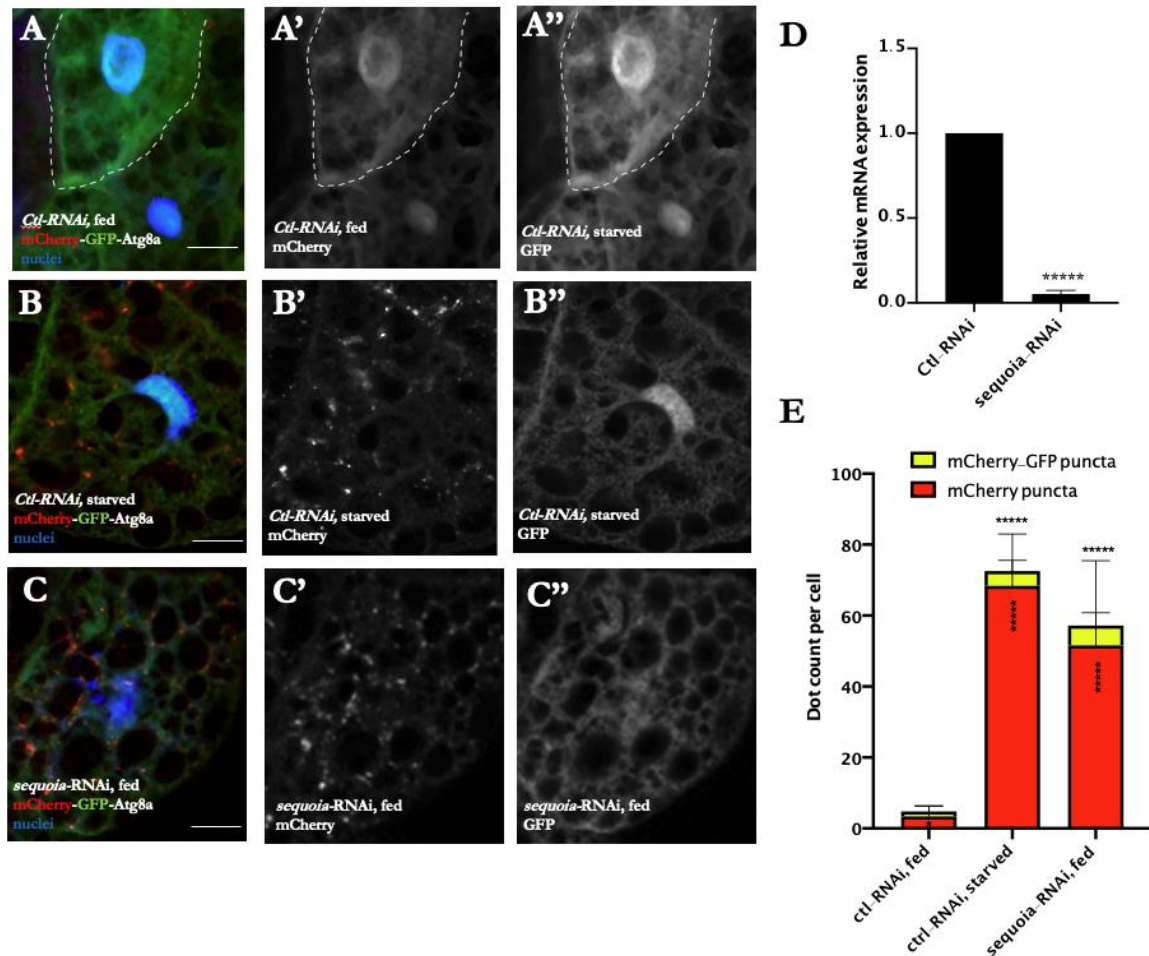 A
Ctl-RNAi, fed
mCherry-GFP-Atg8a
nuclei
A’
Ctl-RNAi, fed
mCherry
A”
Ctl-RNAi, starved
GFP
B
Ctl-RNAi, starved
mCherry-GFP-Atg8a
nuclei
B’
Ctl-RNAi, starved
mCherry
B”
Ctl-RNAi, starved
GFP
C
sequoia-RNAi, fed
mCherry-GFP-Atg8a
nuclei
C’
sequoia-RNAi, fed
mCherry
C”
sequoia-RNAi, fed
GFP
D
Relative mRNA expression
1.5
1.0
0.5
0.0
*****
Ctl-RNAi
sequoia-RNAi
E
mCherry-GFP puncta
mCherry puncta
Dot count per cell
100
80
60
40
20
0
*****
*****
*****
*****
*
ctl-RNAi, fed
ctrl-RNAi, starved
sequoia-RNAi, fed